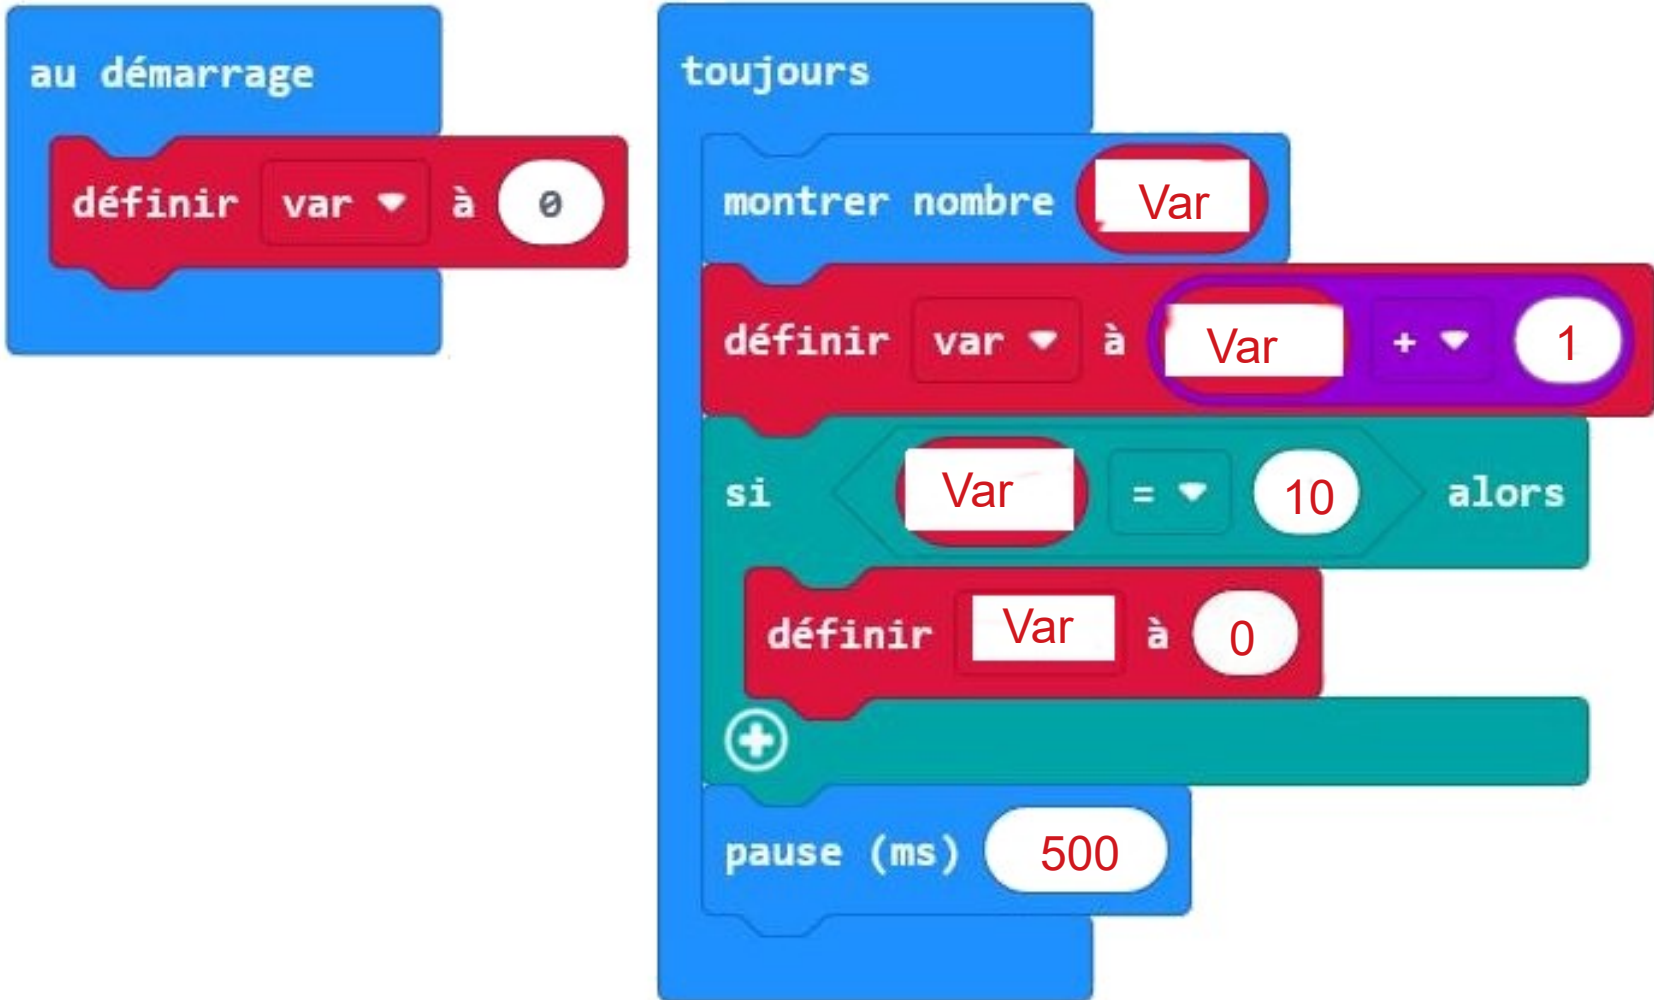 au démarrage
définir var à 0
toujours
montrer nombre Var
définir var à Var + 1
si Var = 10 alors
définir Var à 0
pause (ms) 500